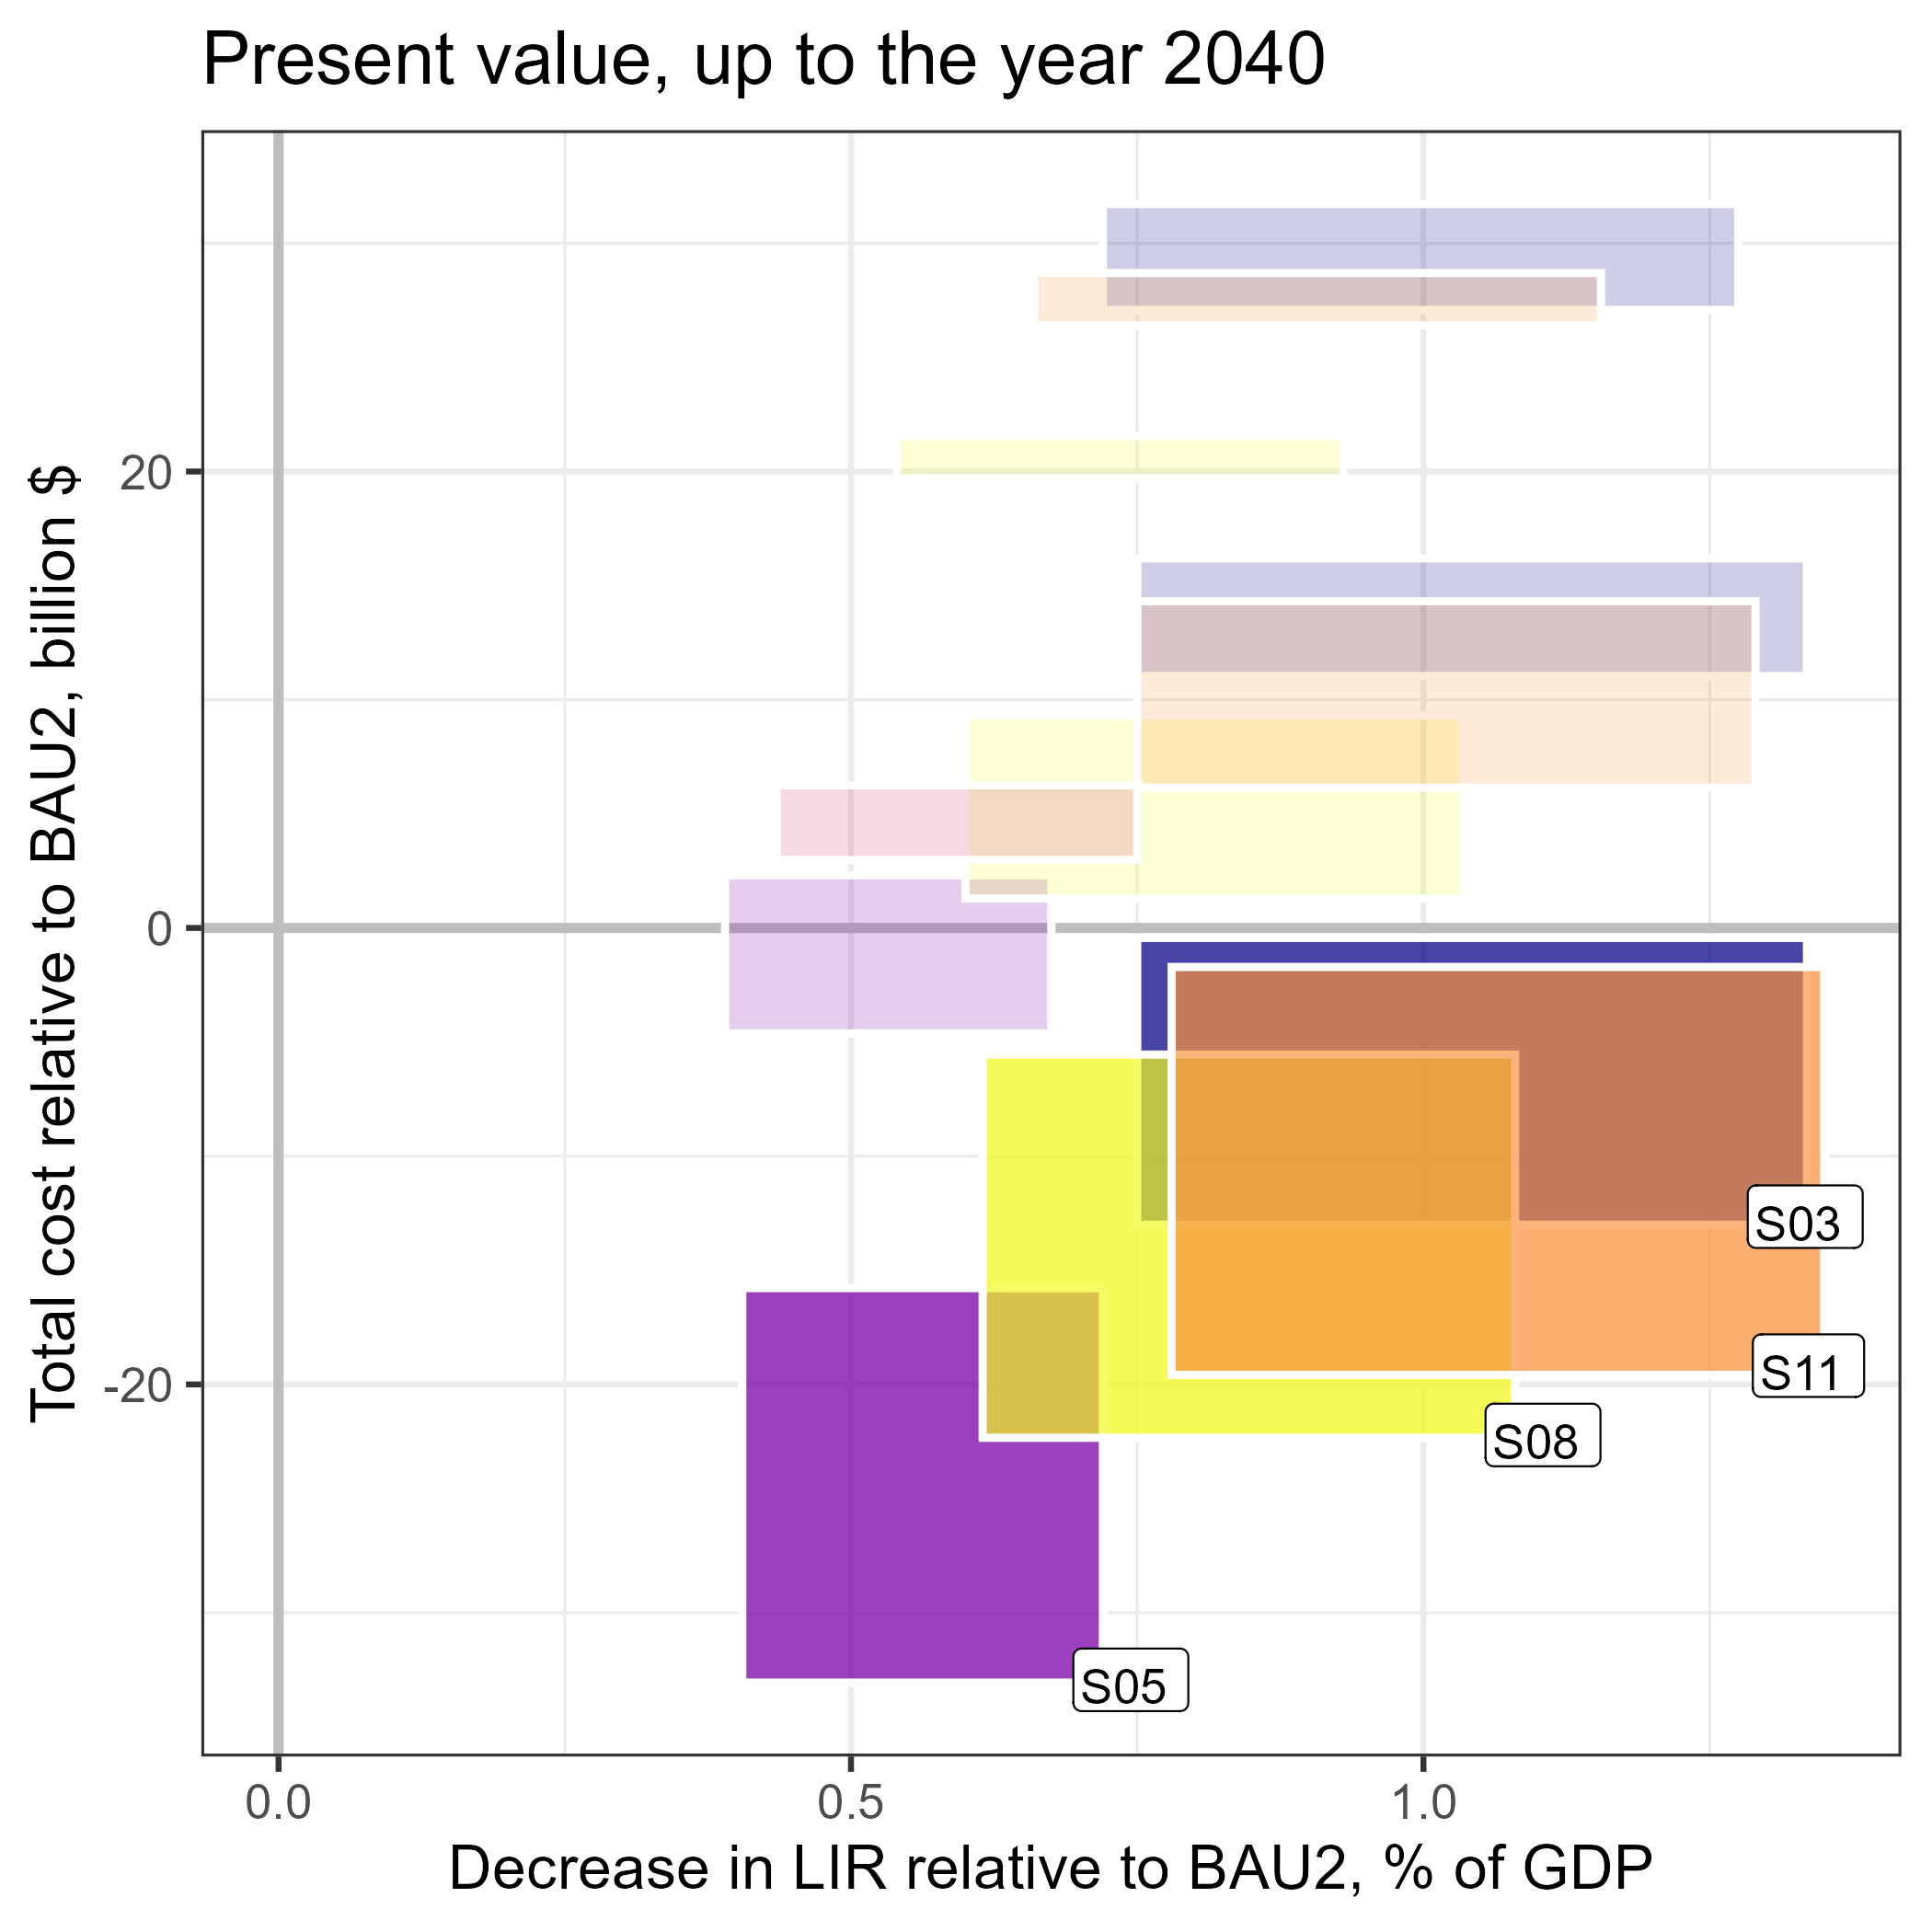 Present value, up to the year 2040
Total cost relative to BAU2, billion $
20
0
-20
S03
S11
S08
S05
0.0
0.5
1.0
Decrease in LIR relative to BAU2, % of GDP